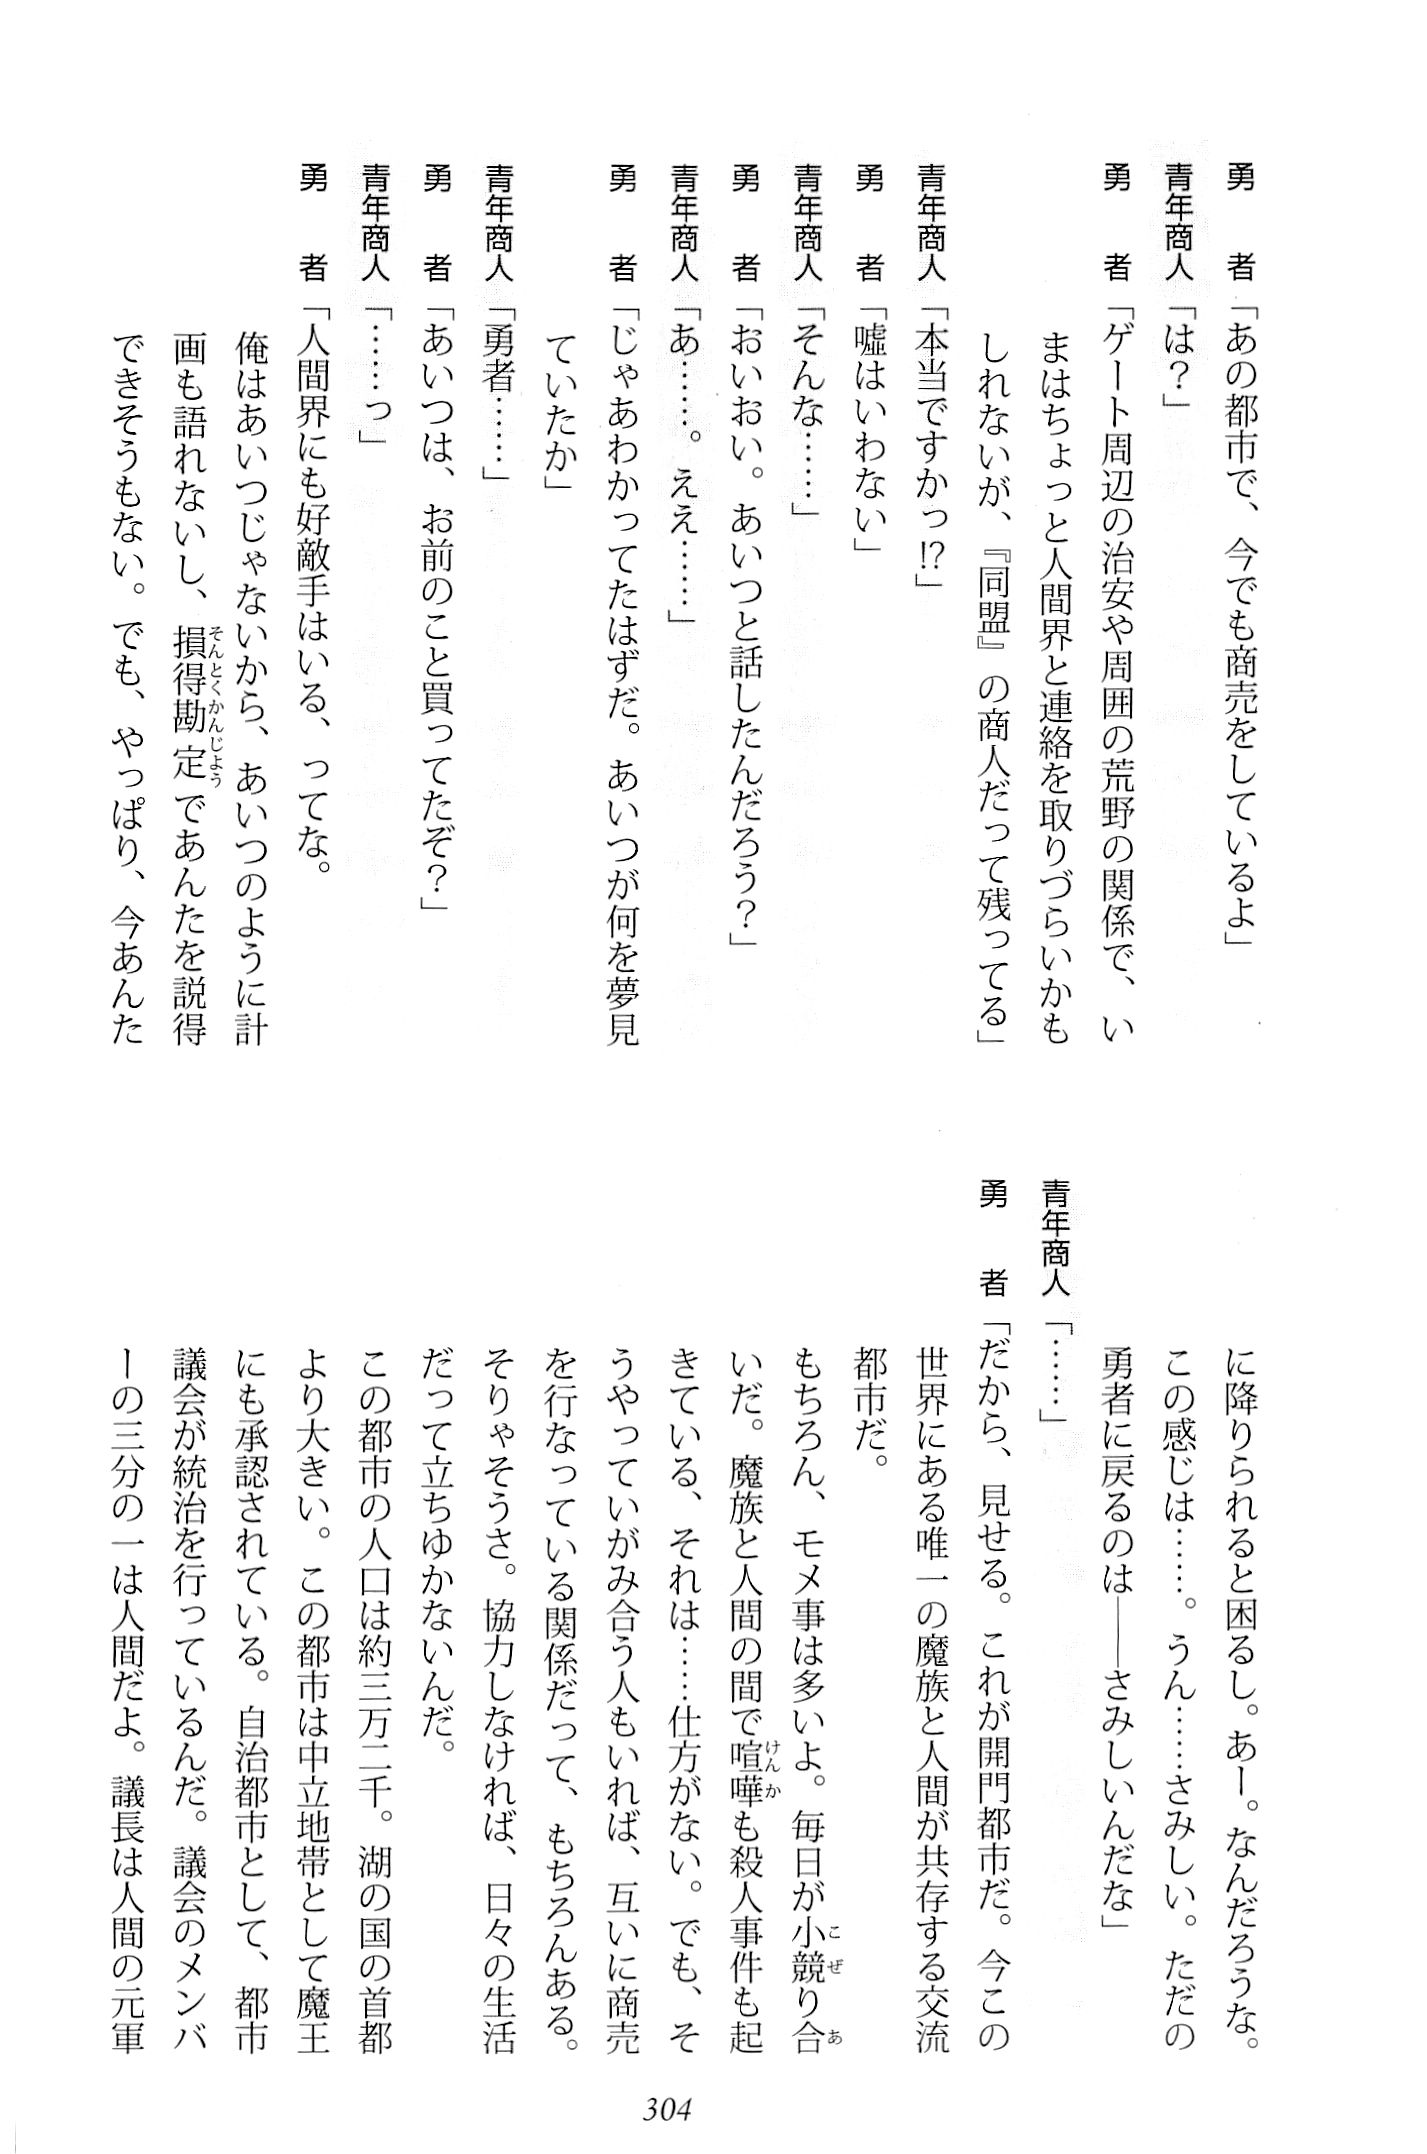 勇　者「あの都市で、今でも商売をしているよ」
青年商人「は？」
勇　者「ゲート周辺の治安や周囲の荒野の関係で、い
まはちょっと人間界と連絡を取りづらいかも
しれないが、『同盟』の商人だって残ってる」
青年商人「本当ですかっ!?」
勇　者「嘘はいわない」
青年商人「そんな……」
勇　者「おいおい。あいつと話したんだろう？」
青年商人「あ……。ええ……」
勇　者「じゃあわかってたはずだ。あいつが何を夢見
ていたか」
青年商人「勇者……」
勇　者「あいつは、お前のこと買ってたぞ？」
青年商人「……っ」
勇　者「人間界にも好敵手はいる、ってな。
俺はあいつじゃないから、あいつのように計
画も語れないし、損得勘定であんたを説得
そんとくかんじよう
できそうもない。でも、やっぱり、今あんた
に降りられると困るし。あー。なんだろうな。
この感じは……。うん……さみしい。ただの
勇者に戻るのは――さみしいんだな」
青年商人「……」
勇　者「だから、見せる。これが開門都市だ。今この
世界にある唯一の魔族と人間が共存する交流
都市だ。
もちろん、モメ事は多いよ。毎日が小競り合
こぜ　あ
いだ。魔族と人間の間で喧嘩も殺人事件も起
けんか
きている、それは……仕方がない。でも、そ
うやっていがみ合う人もいれば、互いに商売
を行なっている関係だって、もちろんある。
そりゃそうさ。協力しなければ、日々の生活
だって立ちゆかないんだ。
この都市の人口は約三万二千。湖の国の首都
より大きい。この都市は中立地帯として魔王
にも承認されている。自治都市として、都市
議会が統治を行っているんだ。議会のメンバ
ーの三分の一は人間だよ。議長は人間の元軍
304